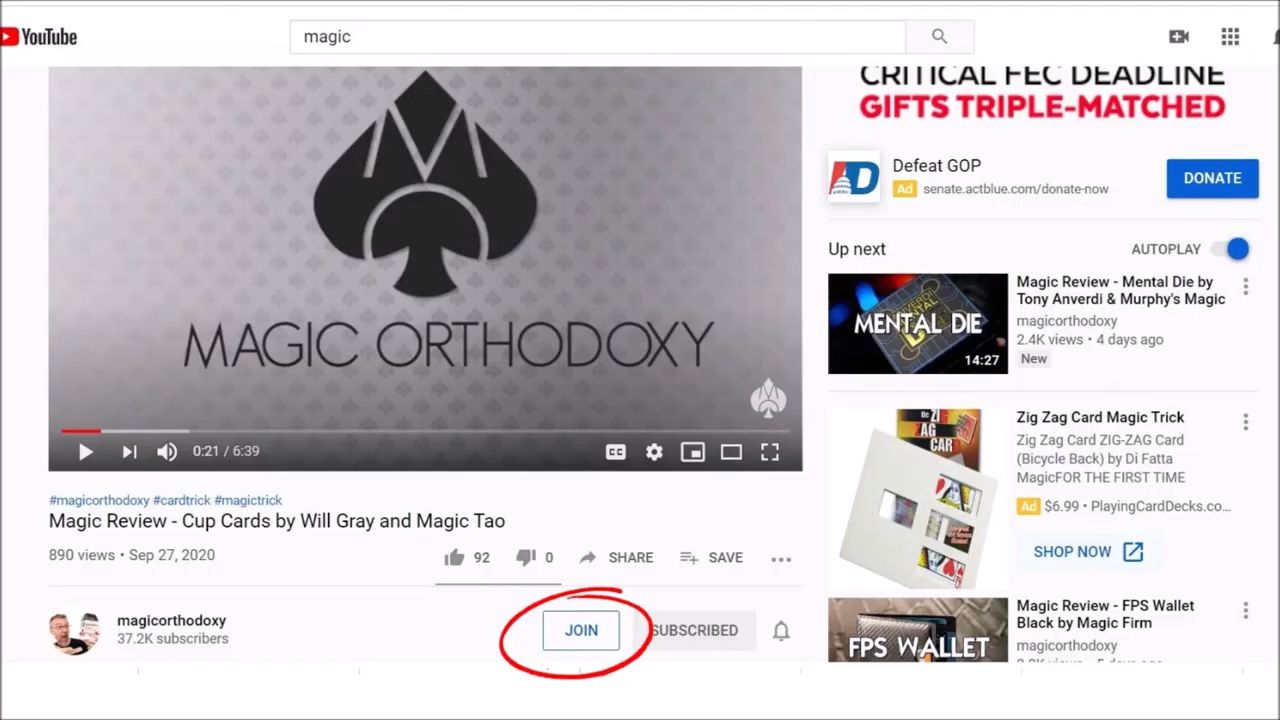 YouTube
magic
MAGIC ORTHODOXY
0:21 / 6:39
CC
#magicorthodoxy #cardtrick #magictrick
Magic Review - Cup Cards by Will Gray and Magic Tao
890 views • Sep 27, 2020
92
0
SHARE
SAVE
magicorthodoxy
37.2K subscribers
JOIN
SUBSCRIBED
CRITICAL FEC DEADLINE
GIFTS TRIPLE-MATCHED
Defeat GOP
Ad senate.actblue.com/donate-now
DONATE
Up next
AUTOPLAY
MENTAL DIE
14:27
Magic Review - Mental Die by
Tony Anverdi & Murphy's Magic
magicorthodoxy
2.4K views • 4 days ago
New
the ZIG
ZAG
CARD
Zig Zag Card Magic Trick
Zig Zag Card ZIG-ZAG Card
(Bicycle Back) by Di Fatta
MagicFOR THE FIRST TIME
Ad $6.99 • PlayingCardDecks.co...
SHOP NOW
FPS WALLET
Magic Review - FPS Wallet
Black by Magic Firm
magicorthodoxy